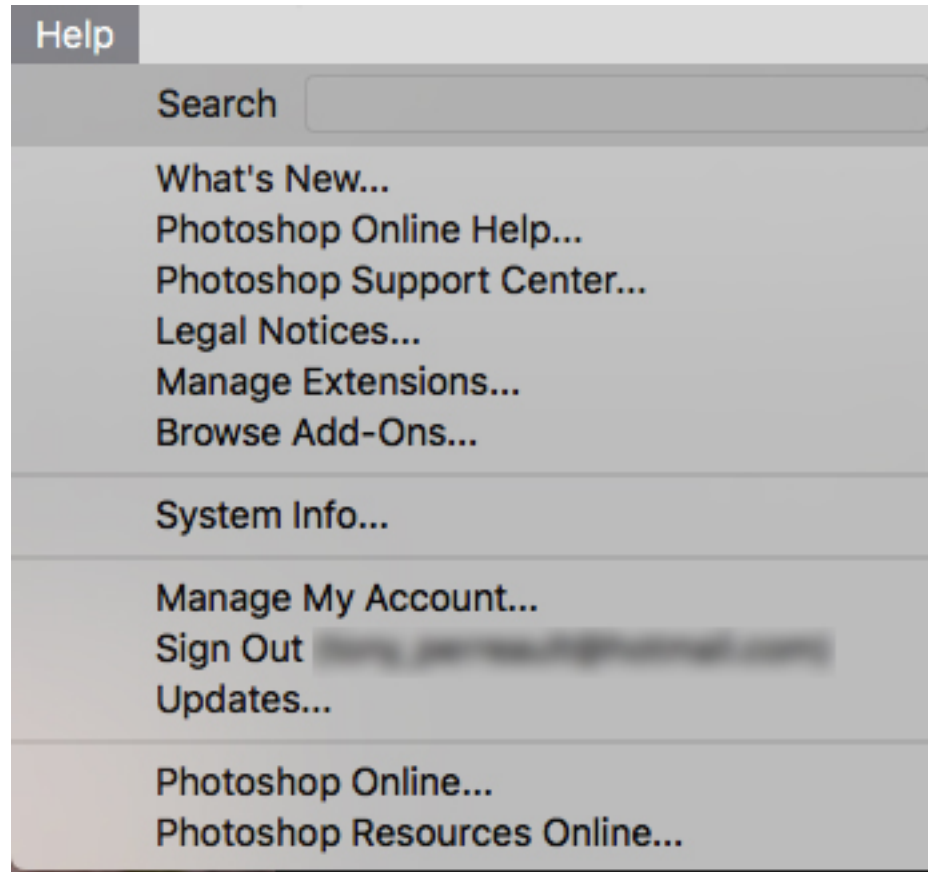 Help
Search
What's New...
Photoshop Online Help...
Photoshop Support Center...
Legal Notices...
Manage Extensions...
Browse Add-Ons...
System Info...
Manage My Account...
Sign Out
Updates...
Photoshop Online...
Photoshop Resources Online...